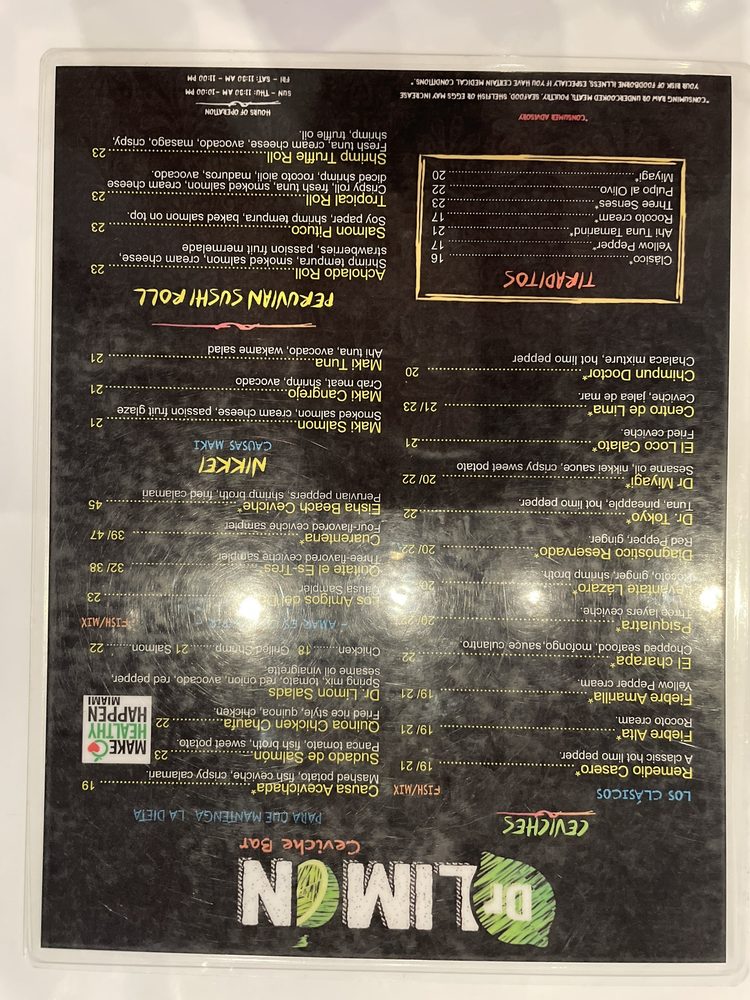 Dr LIMÓN
Ceviche Bar
CEVICHES
LOS CLÁSICOS FISH/MIX
Remedio Casero* 19/ 21
A classic hot limo pepper.
Fiebre Alta* 19/ 21
Rocoto cream.
Fiebre Amarilla* 19/ 21
Yellow Pepper cream.
El charapa* 22
Chopped seafood, mofongo, sauce, culantro.
Psiquiatra* 20/ 22
Three layers ceviche.
Levántate Lázaro* 20
Rocoto, ginger, shrimp broth.
Diagnostico Reservado* 20/ 22
Red Pepper, ginger.
Dr. Tokyo* 22
Tuna, pineapple, hot limo pepper.
Dr Miyagi* 20/ 22
Sesame oil, nikkei sauce, crispy sweet potato
El Loco Calato* 21
Fried ceviche.
Centro de Lima* 21/ 23
Ceviche, jalea de mar.
Chimpun Doctor* 20
Chalaca mixture, hot limo pepper
TIRADITOS
Clásico* 16
Yellow Pepper* 17
Ahi Tuna Tamarind* 21
Rocoto cream* 17
Three Senses* 23
Pulpo al Olivo 22
Miyagi* 20
*CONSUMER ADVISORY
*CONSUMING RAW OR UNDERCOOKED MEATS, POULTRY, SEAFOOD, SHELLFISH OR EGGS MAY INCREASE
YOUR RISK OF FOODBORNE ILLNESS, ESPECIALLY IF YOU HAVE CERTAIN MEDICAL CONDITIONS.
PARA QUE MANTENGA LA DIETA
Causa Acevichada* 19
Mashed potato, fish ceviche, crispy calamari.
Sudado de Salmon 23
Panca tomato, fish broth, sweet potato
Quinoa Chicken Chaufa 22
Fried rice style, quinoa, chicken.
MAKE
HEALTHY
HAPPEN
MIAMI
Dr. Limon Salads
Spring mix, tomato, red onion, avocado, red pepper,
sesame oil vinaigrette.
Chicken 18 Grilled Shrimp 21 Salmon 22
- AMAR ES COMPARTIR - FISH/MIX
Los Amigos del Dr 23
Causa Sampler
Quítate el Es-Tres 32/ 38
Three-flavored ceviche sampler
Cuarentena* 39/ 47
Four-flavored ceviche sampler
Elsha Beach Ceviche* 45
Peruvian peppers, shrimp broth, fried calamari
NIKKEI
CAUSAS MAKI
Maki Salmon 21
Smoked salmon, cream cheese, passion fruit glaze
Maki Cangrejo 21
Crab meat, shrimp, avocado
Maki Tuna 21
Ahi tuna, avocado, wakame salad
PERUVIAN SUSHI ROLL
Acholado Roll 23
Shrimp tempura, smoked salmon, cream cheese,
strawberries, passion fruit mermelade
Salmon Pituco 23
Soy paper, shrimp tempura, baked salmon on top.
Tropical Roll 23
Crispy roll, fresh tuna, smoked salmon, cream cheese
diced shrimp, rocoto aioli, maduros, avocado.
Shrimp Truffle Roll 23
Fresh tuna, cream cheese, avocado, masago, crispy,
shrimp, truffle oil.
HOURS OF OPERATION
SUN - THU: 11:30 AM - 10:00 PM
FRI - SAT: 11:30 AM - 11:00 PM